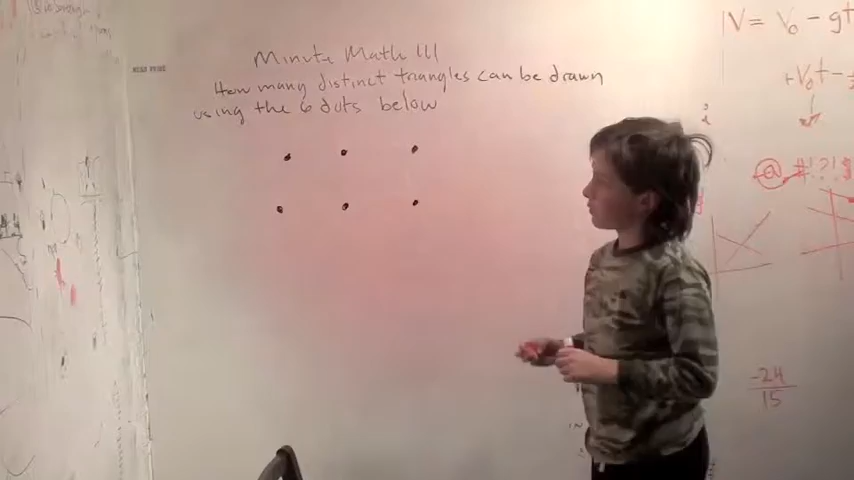 Minute Math III
How many distinct triangles can be drawn
using the 6 dots below
V = V₀ - gt
+V₀t -
@ #!?!$
-24
15